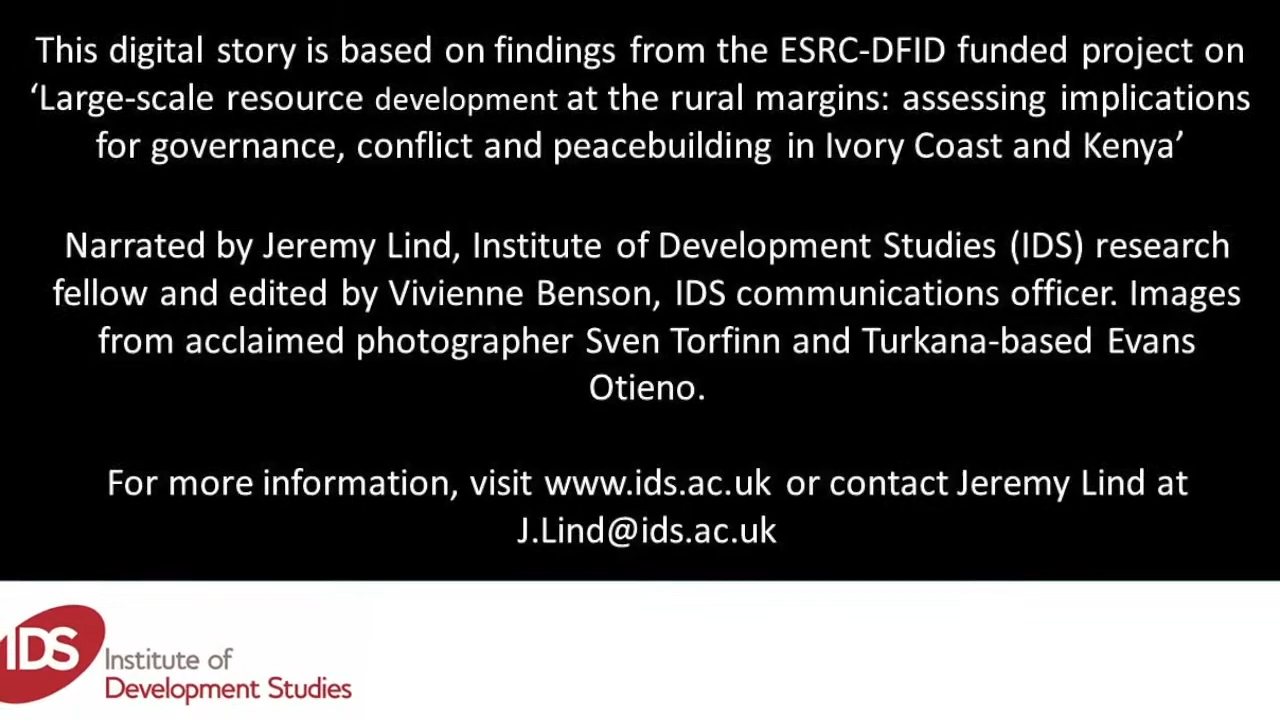 This digital story is based on findings from the ESRC-DFID funded project on
‘Large-scale resource development at the rural margins: assessing implications
for governance, conflict and peacebuilding in Ivory Coast and Kenya’
Narrated by Jeremy Lind, Institute of Development Studies (IDS) research
fellow and edited by Vivienne Benson, IDS communications officer. Images
from acclaimed photographer Sven Torfinn and Turkana-based Evans
Otieno.
For more information, visit www.ids.ac.uk or contact Jeremy Lind at
J.Lind@ids.ac.uk
IDS
Institute of
Development Studies